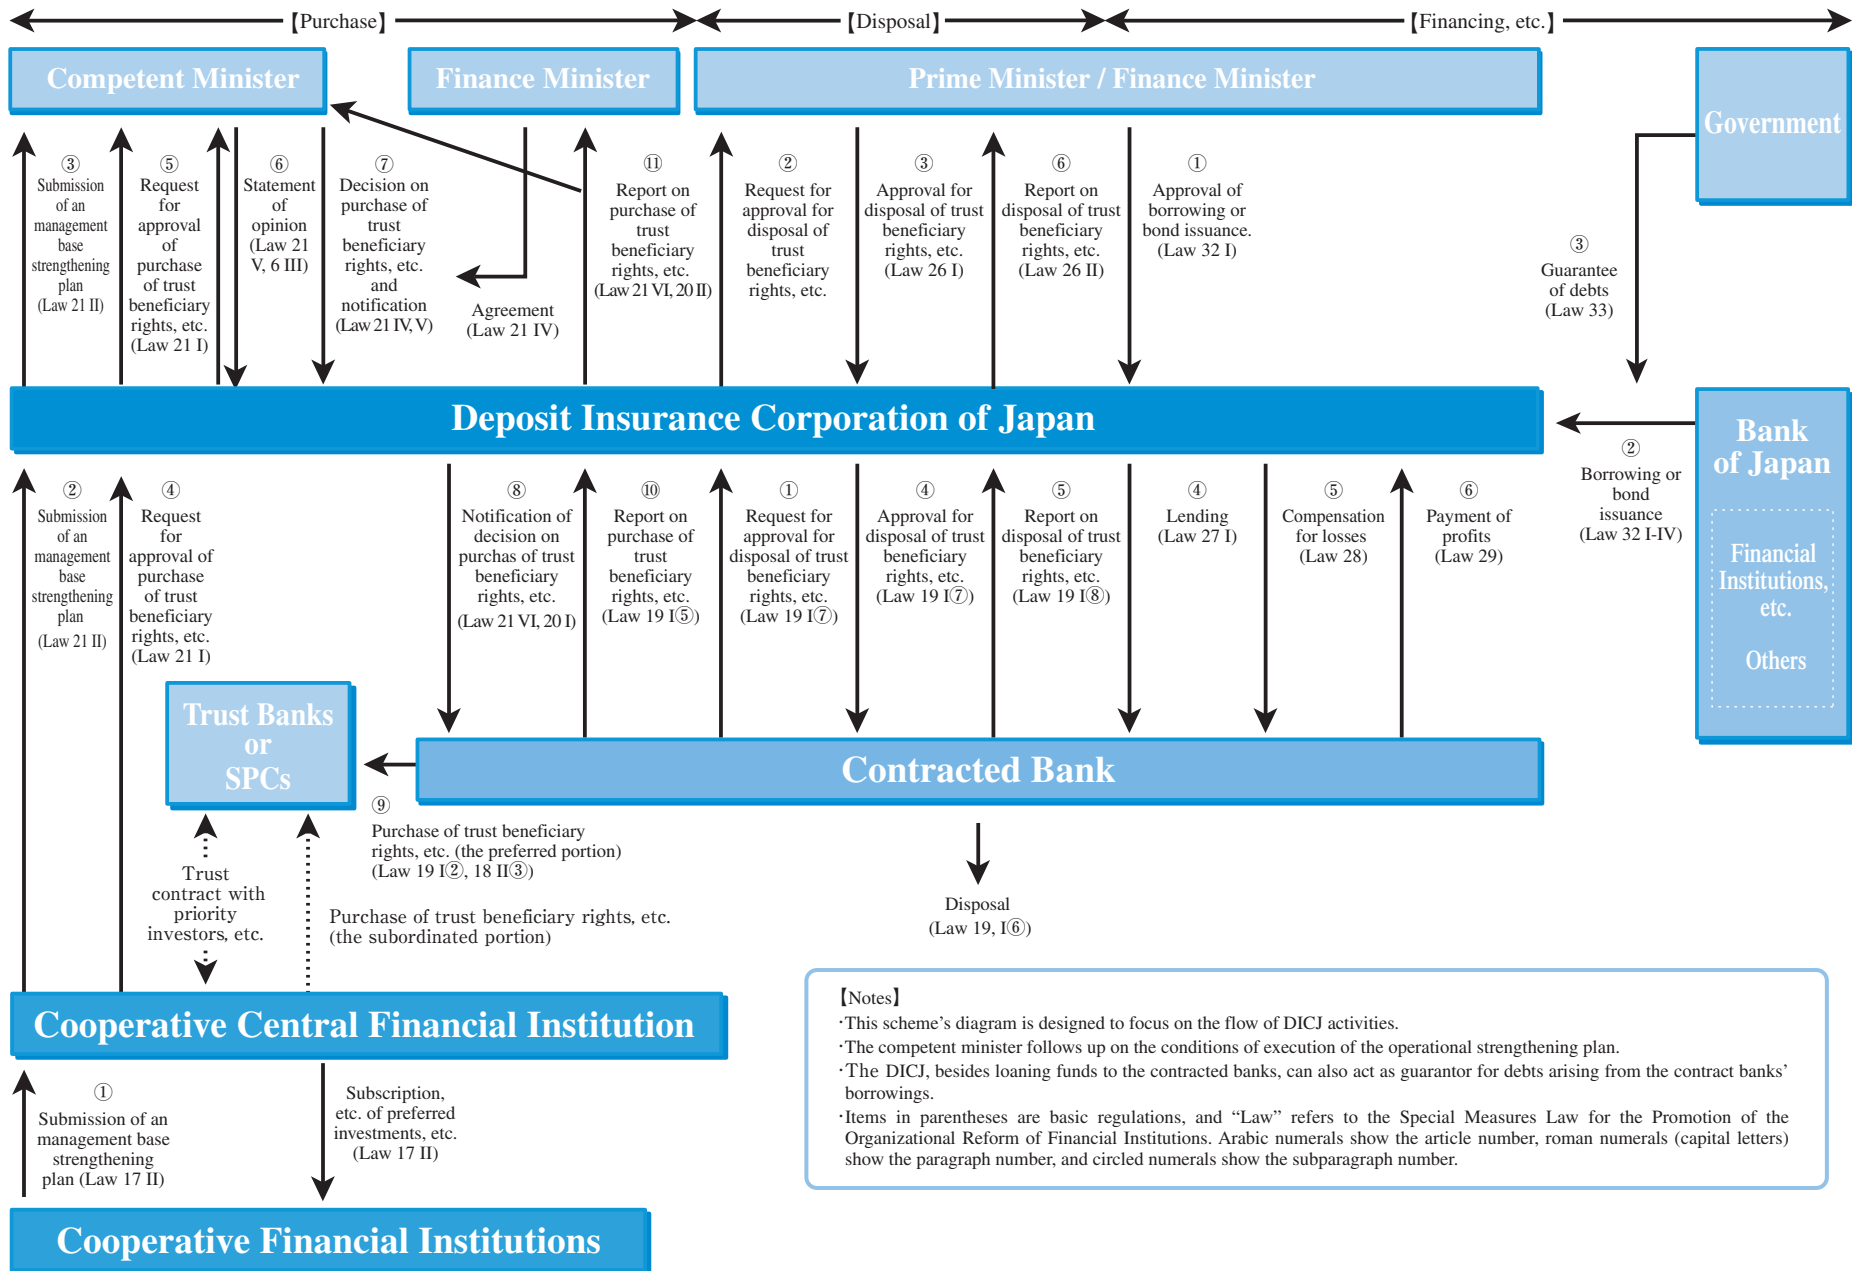 【Purchase】
【Disposal】
【Financing, etc.】
Competent Minister
Finance Minister
Prime Minister / Finance Minister
Government
③
Submission
of an
management
base
strengthening
plan
(Law 21 II)
⑤
Request
for
approval
of
purchase
of trust
beneficiary
rights, etc.
(Law 21 I)
⑥
Statement
of
opinion
(Law 21
V, 6 III)
⑦
Decision on
purchase of
trust
beneficiary
rights, etc.
and
notification
(Law 21 IV, V)
Agreement
(Law 21 IV)
⑪
Report on
purchase of
trust
beneficiary
rights, etc.
(Law 21 VI, 20 II)
②
Request for
approval for
disposal of
trust
beneficiary
rights, etc.
③
Approval for
disposal of trust
beneficiary
rights, etc.
(Law 26 I)
⑥
Report on
disposal of trust
beneficiary
rights, etc.
(Law 26 II)
①
Approval of
borrowing or
bond issuance.
(Law 32 I)
③
Guarantee
of debts
(Law 33)
Deposit Insurance Corporation of Japan
Bank
of Japan
Financial
Institutions,
etc.
Others
②
Borrowing or
bond
issuance
(Law 32 I-IV)
②
Submission
of an
management
base
strengthening
plan
(Law 21 II)
④
Request
for
approval of
purchase
of trust
beneficiary
rights, etc.
(Law 21 I)
⑧
Notification of
decision on
purchas of trust
beneficiary
rights, etc.
(Law 21 VI, 20 I)
⑩
Report on
purchase of
trust
beneficiary
rights, etc.
(Law 19 I⑤)
①
Request for
approval for
disposal of trust
beneficiary
rights, etc.
(Law 19 I⑦)
④
Approval for
disposal of trust
beneficiary
rights, etc.
(Law 19 I⑦)
⑤
Report on
disposal of trust
beneficiary
rights, etc.
(Law 19 I⑧)
④
Lending
(Law 27 I)
⑤
Compensation
for losses
(Law 28)
⑥
Payment of
profits
(Law 29)
Trust Banks
or
SPCs
Contracted Bank
⑨
Purchase of trust beneficiary
rights, etc. (the preferred portion)
(Law 19 I②, 18 II③)
Trust
contract with
priority
investors, etc.
Purchase of trust beneficiary rights, etc.
(the subordinated portion)
Disposal
(Law 19, I⑥)
Cooperative Central Financial Institution
①
Submission of an
management base
strengthening
plan (Law 17 II)
Subscription,
etc. of preferred
investments, etc.
(Law 17 II)
Cooperative Financial Institutions
【Notes】
·This scheme's diagram is designed to focus on the flow of DICJ activities.
·The competent minister follows up on the conditions of execution of the operational strengthening plan.
·The DICJ, besides loaning funds to the contracted banks, can also act as guarantor for debts arising from the contract banks'
borrowings.
·Items in parentheses are basic regulations, and “Law” refers to the Special Measures Law for the Promotion of the
Organizational Reform of Financial Institutions. Arabic numerals show the article number, roman numerals (capital letters)
show the paragraph number, and circled numerals show the subparagraph number.